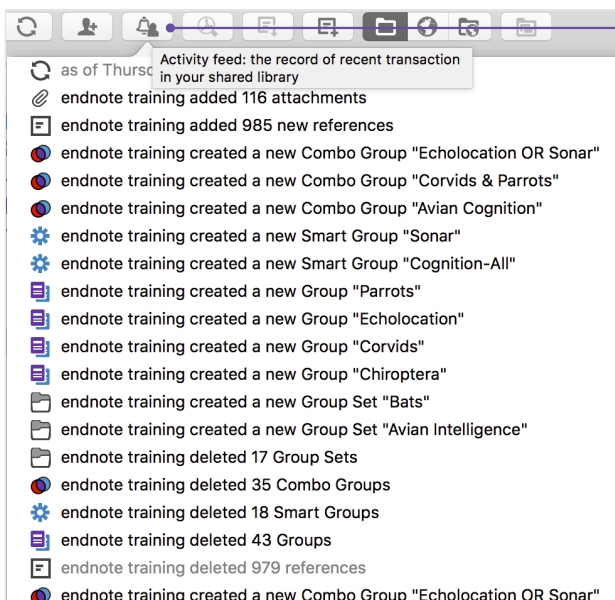 Activity feed: the record of recent transaction
in your shared library
as of Thursc
endnote training added 116 attachments
endnote training added 985 new references
endnote training created a new Combo Group "Echolocation OR Sonar"
endnote training created a new Combo Group "Corvids & Parrots"
endnote training created a new Combo Group "Avian Cognition"
endnote training created a new Smart Group "Sonar"
endnote training created a new Smart Group "Cognition-All"
endnote training created a new Group "Parrots"
endnote training created a new Group "Echolocation"
endnote training created a new Group "Corvids"
endnote training created a new Group "Chiroptera"
endnote training created a new Group Set "Bats"
endnote training created a new Group Set "Avian Intelligence"
endnote training deleted 17 Group Sets
endnote training deleted 35 Combo Groups
endnote training deleted 18 Smart Groups
endnote training deleted 43 Groups
endnote training deleted 979 references
endnote training created a new Combo Group "Echolocation OR Sonar"